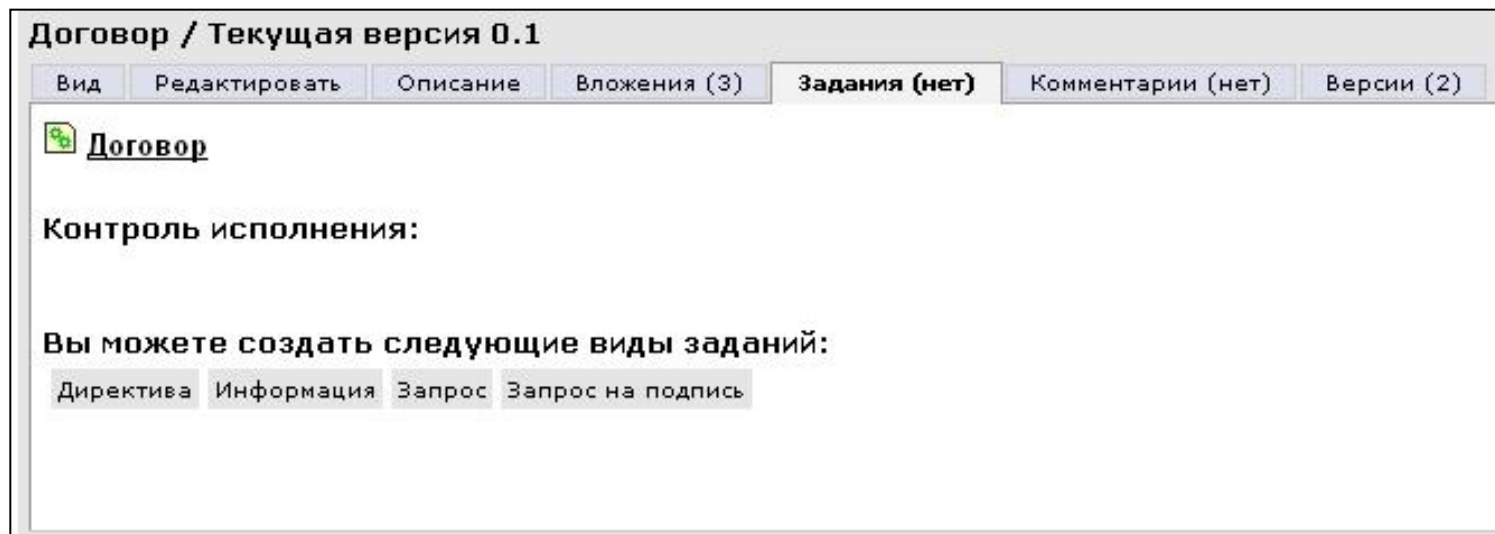 Договор / Текущая версия 0.1
Вид Редактировать Описание Вложения (3) Задания (нет) Комментарии (нет) Версии (2)
Договор
Контроль исполнения:
Вы можете создать следующие виды заданий:
Директива Информация Запрос Запрос на подпись